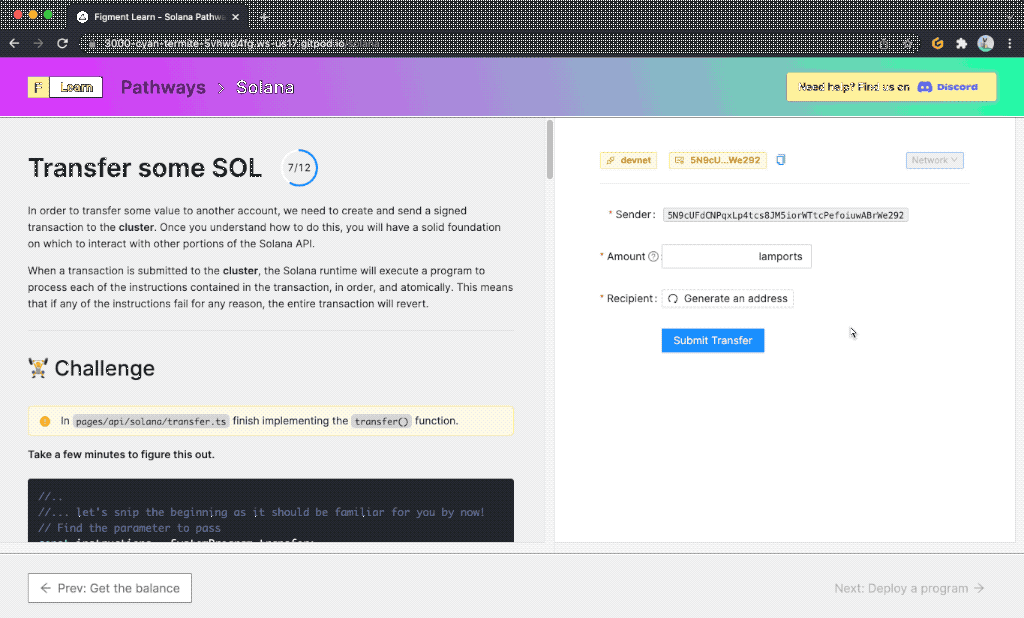 Figment Learn - Solana Pathwa
3000-cyan-termite-5vhwd4fg.ws-us17.gitpod.io/solana
F Learn Pathways > Solana
Need help? Find us on Discord
Transfer some SOL 7/12
In order to transfer some value to another account, we need to create and send a signed
transaction to the cluster. Once you understand how to do this, you will have a solid foundation
on which to interact with other portions of the Solana API.
When a transaction is submitted to the cluster, the Solana runtime will execute a program to
process each of the instructions contained in the transaction, in order, and atomically. This means
that if any of the instructions fail for any reason, the entire transaction will revert.
Challenge
In pages/api/solana/transfer.ts finish implementing the transfer() function.
Take a few minutes to figure this out.
//..
//... let's snip the beginning as it should be familiar for you by now!
// Find the parameter to pass
devnet 5N9cU...We292 Network
* Sender: 5N9cUFdCNPqxLp4tcs8JM5iorWTtcPefoiuwABrWe292
* Amount : lamports
* Recipient: Generate an address
Submit Transfer
← Prev: Get the balance
Next: Deploy a program →